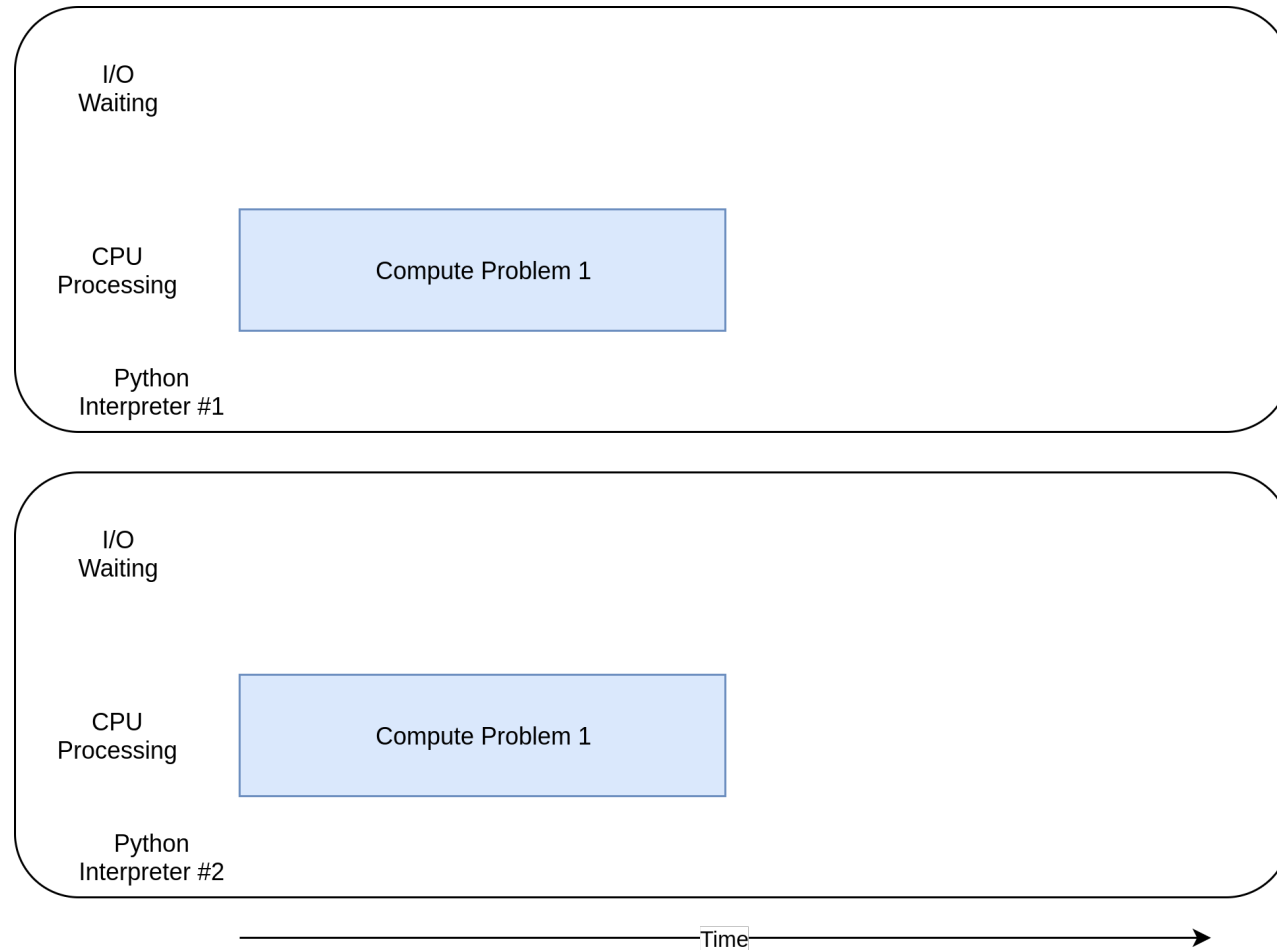 I/O
Waiting
CPU
Processing
Compute Problem 1
Python
Interpreter #1
I/O
Waiting
CPU
Processing
Compute Problem 1
Python
Interpreter #2
Time